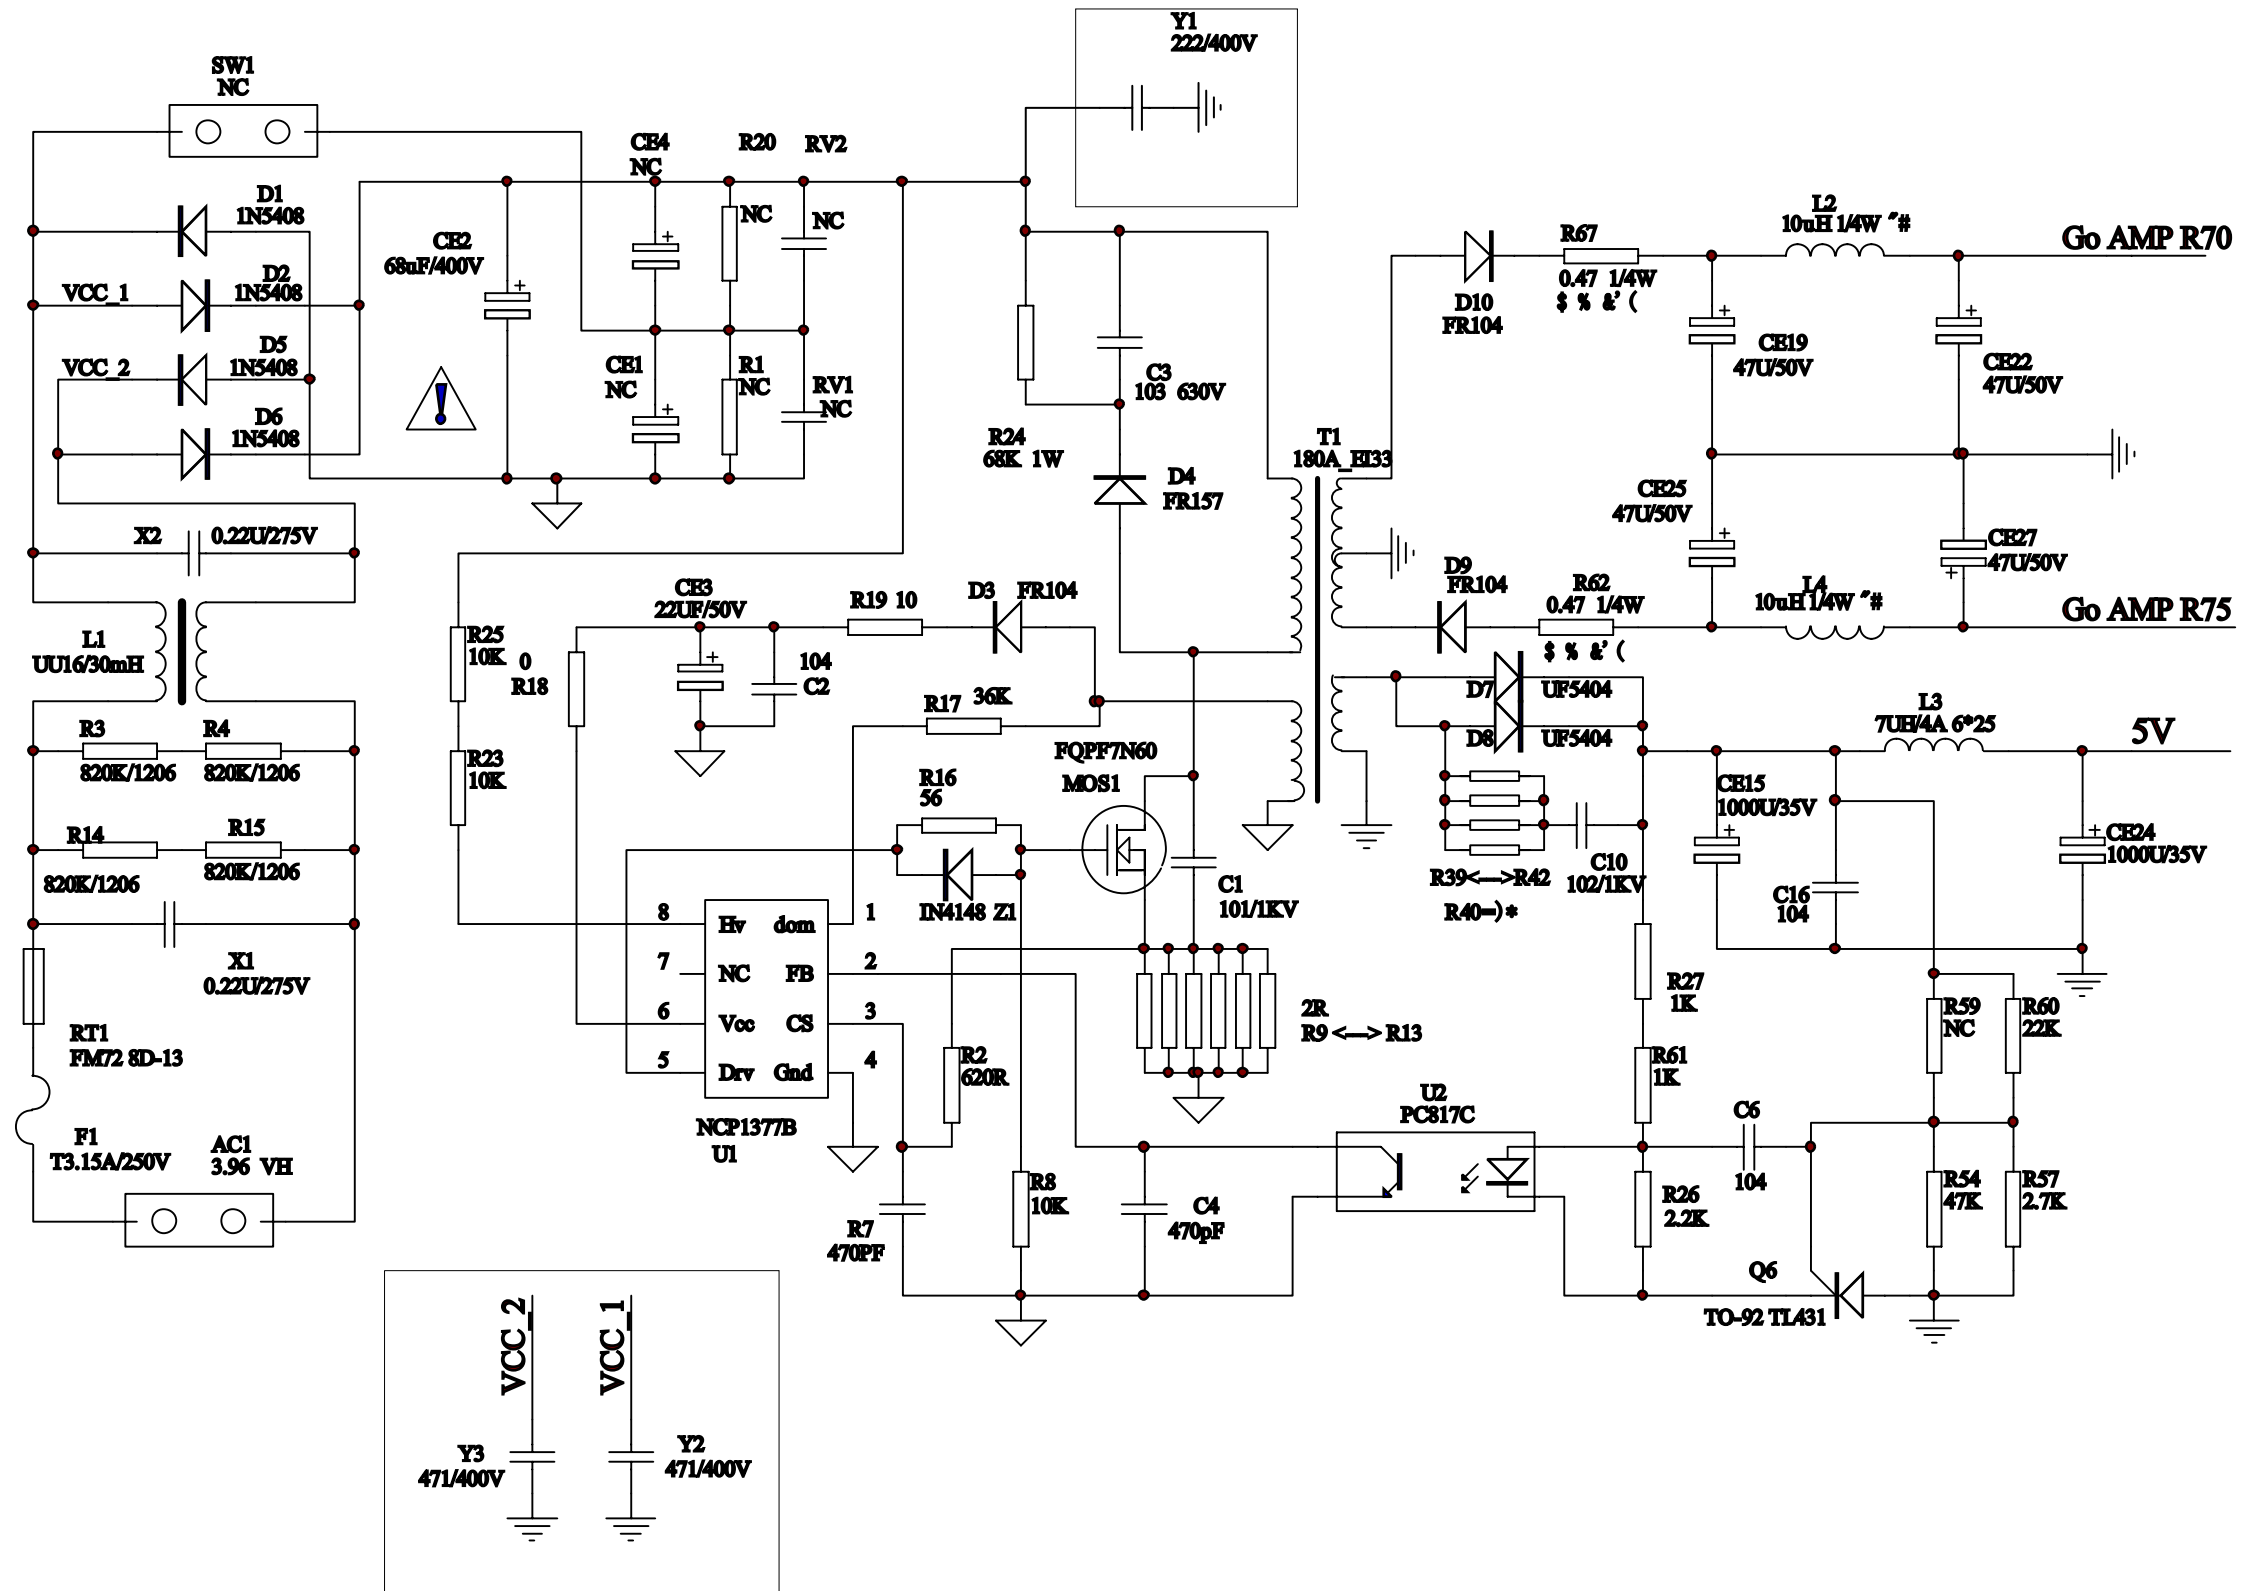 Y1
222/400V
SW1
NC
CE4
NC
R20
NC
RV2
NC
D1
1N5408
D2
1N5408
VCC_1
D5
1N5408
VCC_2
D6
1N5408
CE2
68uF/400V
CE1
NC
R1
NC
RV1
NC
C3
103 630V
R24
68K 1W
D4
FR157
T1
180A_EI33
D10
FR104
R67
0.47 1/4W
$ % &' (
L2
10uH 1/4W ˝#
Go AMP R70
CE19
47U/50V
CE22
47U/50V
CE25
47U/50V
CE27
47U/50V
D9
FR104
R62
0.47 1/4W
$ % &' (
L4
10uH 1/4W ˝#
Go AMP R75
X2 0.22U/275V
L1
UU16/30mH
R3
820K/1206
R4
820K/1206
R14
820K/1206
R15
820K/1206
X1
0.22U/275V
RT1
FM72 8D-13
F1
T3.15A/250V
AC1
3.96 VH
R25
10K
R23
10K
0
R18
CE3
22UF/50V
104
C2
R19 10
D3 FR104
R17 36K
FQPF7N60
MOS1
R16
56
IN4148 Z1
C1
101/1KV
8 Hv dom 1
7 NC FB 2
6 Vcc CS 3
5 Drv Gnd 4
NCP1377B
U1
R2
620R
2R
R9 <---> R13
R7
470PF
R8
10K
C4
470pF
U2
PC817C
D7 UF5404
D8 UF5404
R39<--->R42
R40=)*
C10
102/1KV
L3
7UH/4A 6*25
5V
CE15
1000U/35V
C16
104
CE24
1000U/35V
R27
1K
R61
1K
R59
NC
R60
22K
C6
104
R26
2.2K
R54
47K
R57
2.7K
Q6
TO-92 TL431
VCC_2
VCC_1
Y3
471/400V
Y2
471/400V